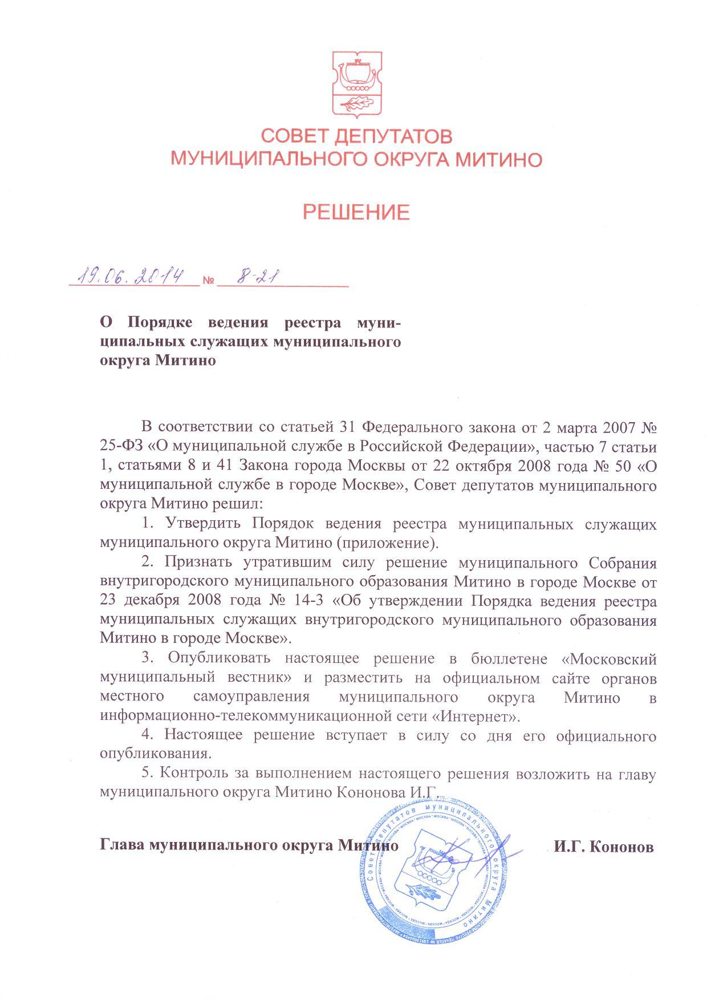 СОВЕТ ДЕПУТАТОВ
МУНИЦИПАЛЬНОГО ОКРУГА МИТИНО
РЕШЕНИЕ
19.06.2014 № 8-21
О Порядке ведения реестра муни-
ципальных служащих муниципального
округа Митино
В соответствии со статьей 31 Федерального закона от 2 марта 2007 №
25-ФЗ «О муниципальной службе в Российской Федерации», частью 7 статьи
1, статьями 8 и 41 Закона города Москвы от 22 октября 2008 года № 50 «О
муниципальной службе в городе Москве», Совет депутатов муниципального
округа Митино решил:
1. Утвердить Порядок ведения реестра муниципальных служащих
муниципального округа Митино (приложение).
2. Признать утратившим силу решение муниципального Собрания
внутригородского муниципального образования Митино в городе Москве от
23 декабря 2008 года № 14-3 «Об утверждении Порядка ведения реестра
муниципальных служащих внутригородского муниципального образования
Митино в городе Москве».
3. Опубликовать настоящее решение в бюллетене «Московский
муниципальный вестник» и разместить на официальном сайте органов
местного самоуправления муниципального округа Митино в
информационно-телекоммуникационной сети «Интернет».
4. Настоящее решение вступает в силу со дня его официального
опубликования.
5. Контроль за выполнением настоящего решения возложить на главу
муниципального округа Митино Кононова И.Г.
Глава муниципального округа Митино И.Г. Кононов
Совет депутатов муниципального округа Митино